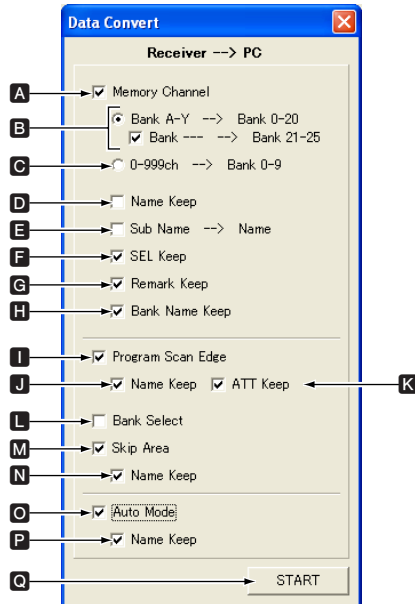 Data Convert
Receiver --> PC
A Memory Channel
B Bank A-Y --> Bank 0-20
Bank --- --> Bank 21-25
C 0-999ch --> Bank 0-9
D Name Keep
E Sub Name --> Name
F SEL Keep
G Remark Keep
H Bank Name Keep
I Program Scan Edge
J Name Keep ATT Keep K
L Bank Select
M Skip Area
N Name Keep
O Auto Mode
P Name Keep
Q START